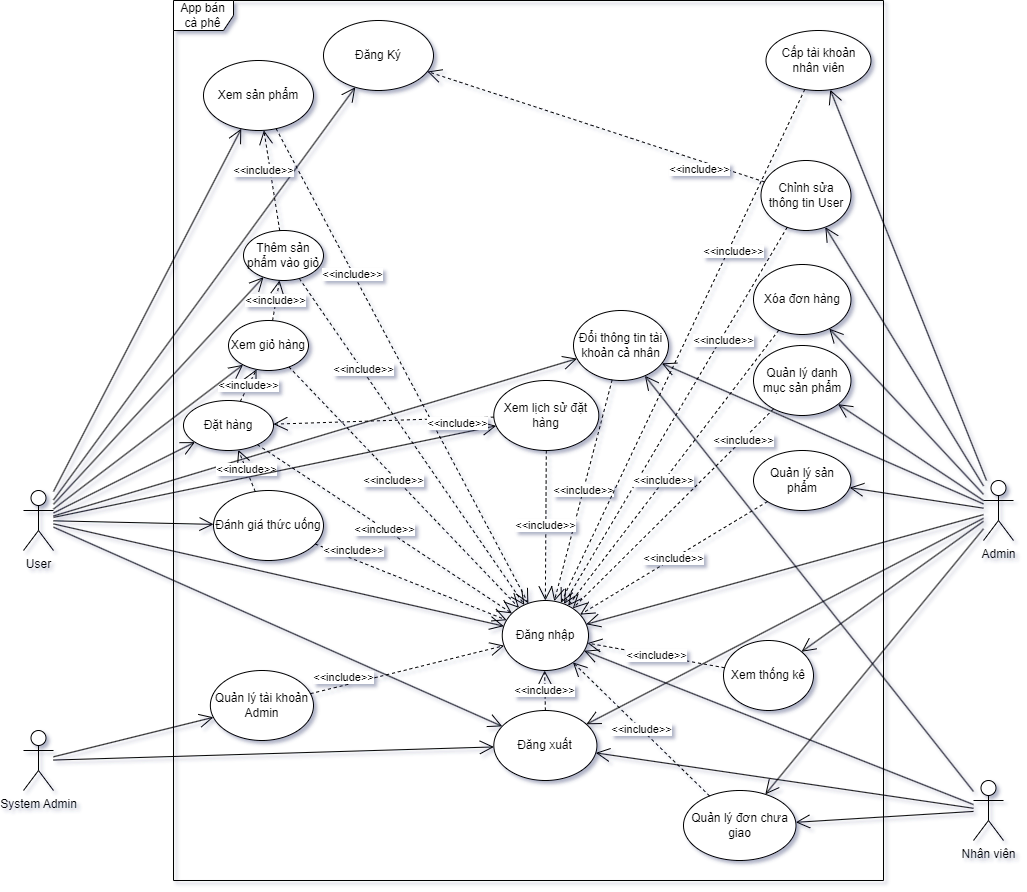 App bán
cà phê
Đăng Ký
Cấp tài khoản
nhân viên
Xem sản phẩm
<<include>>
<<include>>
Chỉnh sửa
thông tin User
Thêm sản
phẩm vào giỏ
<<include>>
<<include>>
<<include>>
Xóa đơn hàng
Xem giỏ hàng
Đổi thông tin tài
khoản cá nhân
<<include>>
<<include>>
Quản lý danh
mục sản phẩm
<<include>>
Đặt hàng
Xem lịch sử đặt
hàng
<<include>>
<<include>>
<<include>>
Quản lý sản
phẩm
<<include>>
<<include>>
<<include>>
Đánh giá thức uống
<<include>>
<<include>>
<<include>>
<<include>>
User
Admin
Đăng nhập
<<include>>
Xem thống kê
<<include>>
<<include>>
Quản lý tài khoản
Admin
<<include>>
Đăng xuất
System Admin
Quản lý đơn chưa
giao
Nhân viên